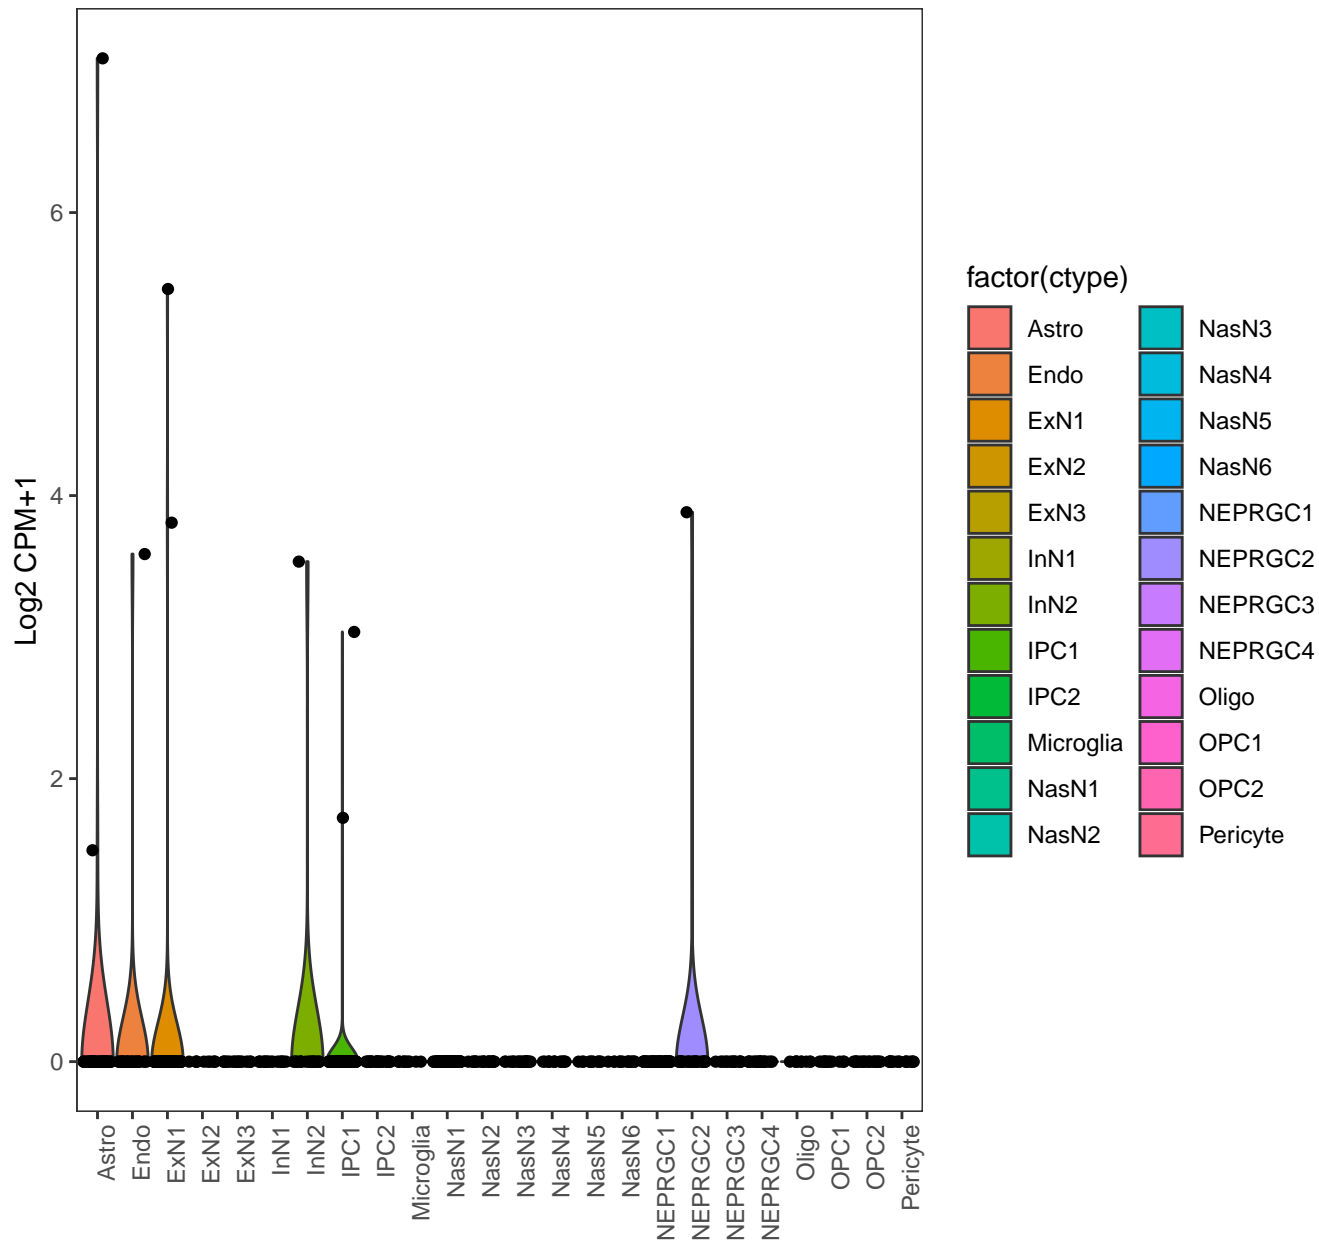 Log2 CPM+1
6
4
2
0
Astro
Endo
ExN1
ExN2
ExN3
InN1
InN2
IPC1
IPC2
Microglia
NasN1
NasN2
NasN3
NasN4
NasN5
NasN6
NEPRGC1
NEPRGC2
NEPRGC3
NEPRGC4
Oligo
OPC1
OPC2
Pericyte
factor(ctype)
Astro
Endo
ExN1
ExN2
ExN3
InN1
InN2
IPC1
IPC2
Microglia
NasN1
NasN2
NasN3
NasN4
NasN5
NasN6
NEPRGC1
NEPRGC2
NEPRGC3
NEPRGC4
Oligo
OPC1
OPC2
Pericyte